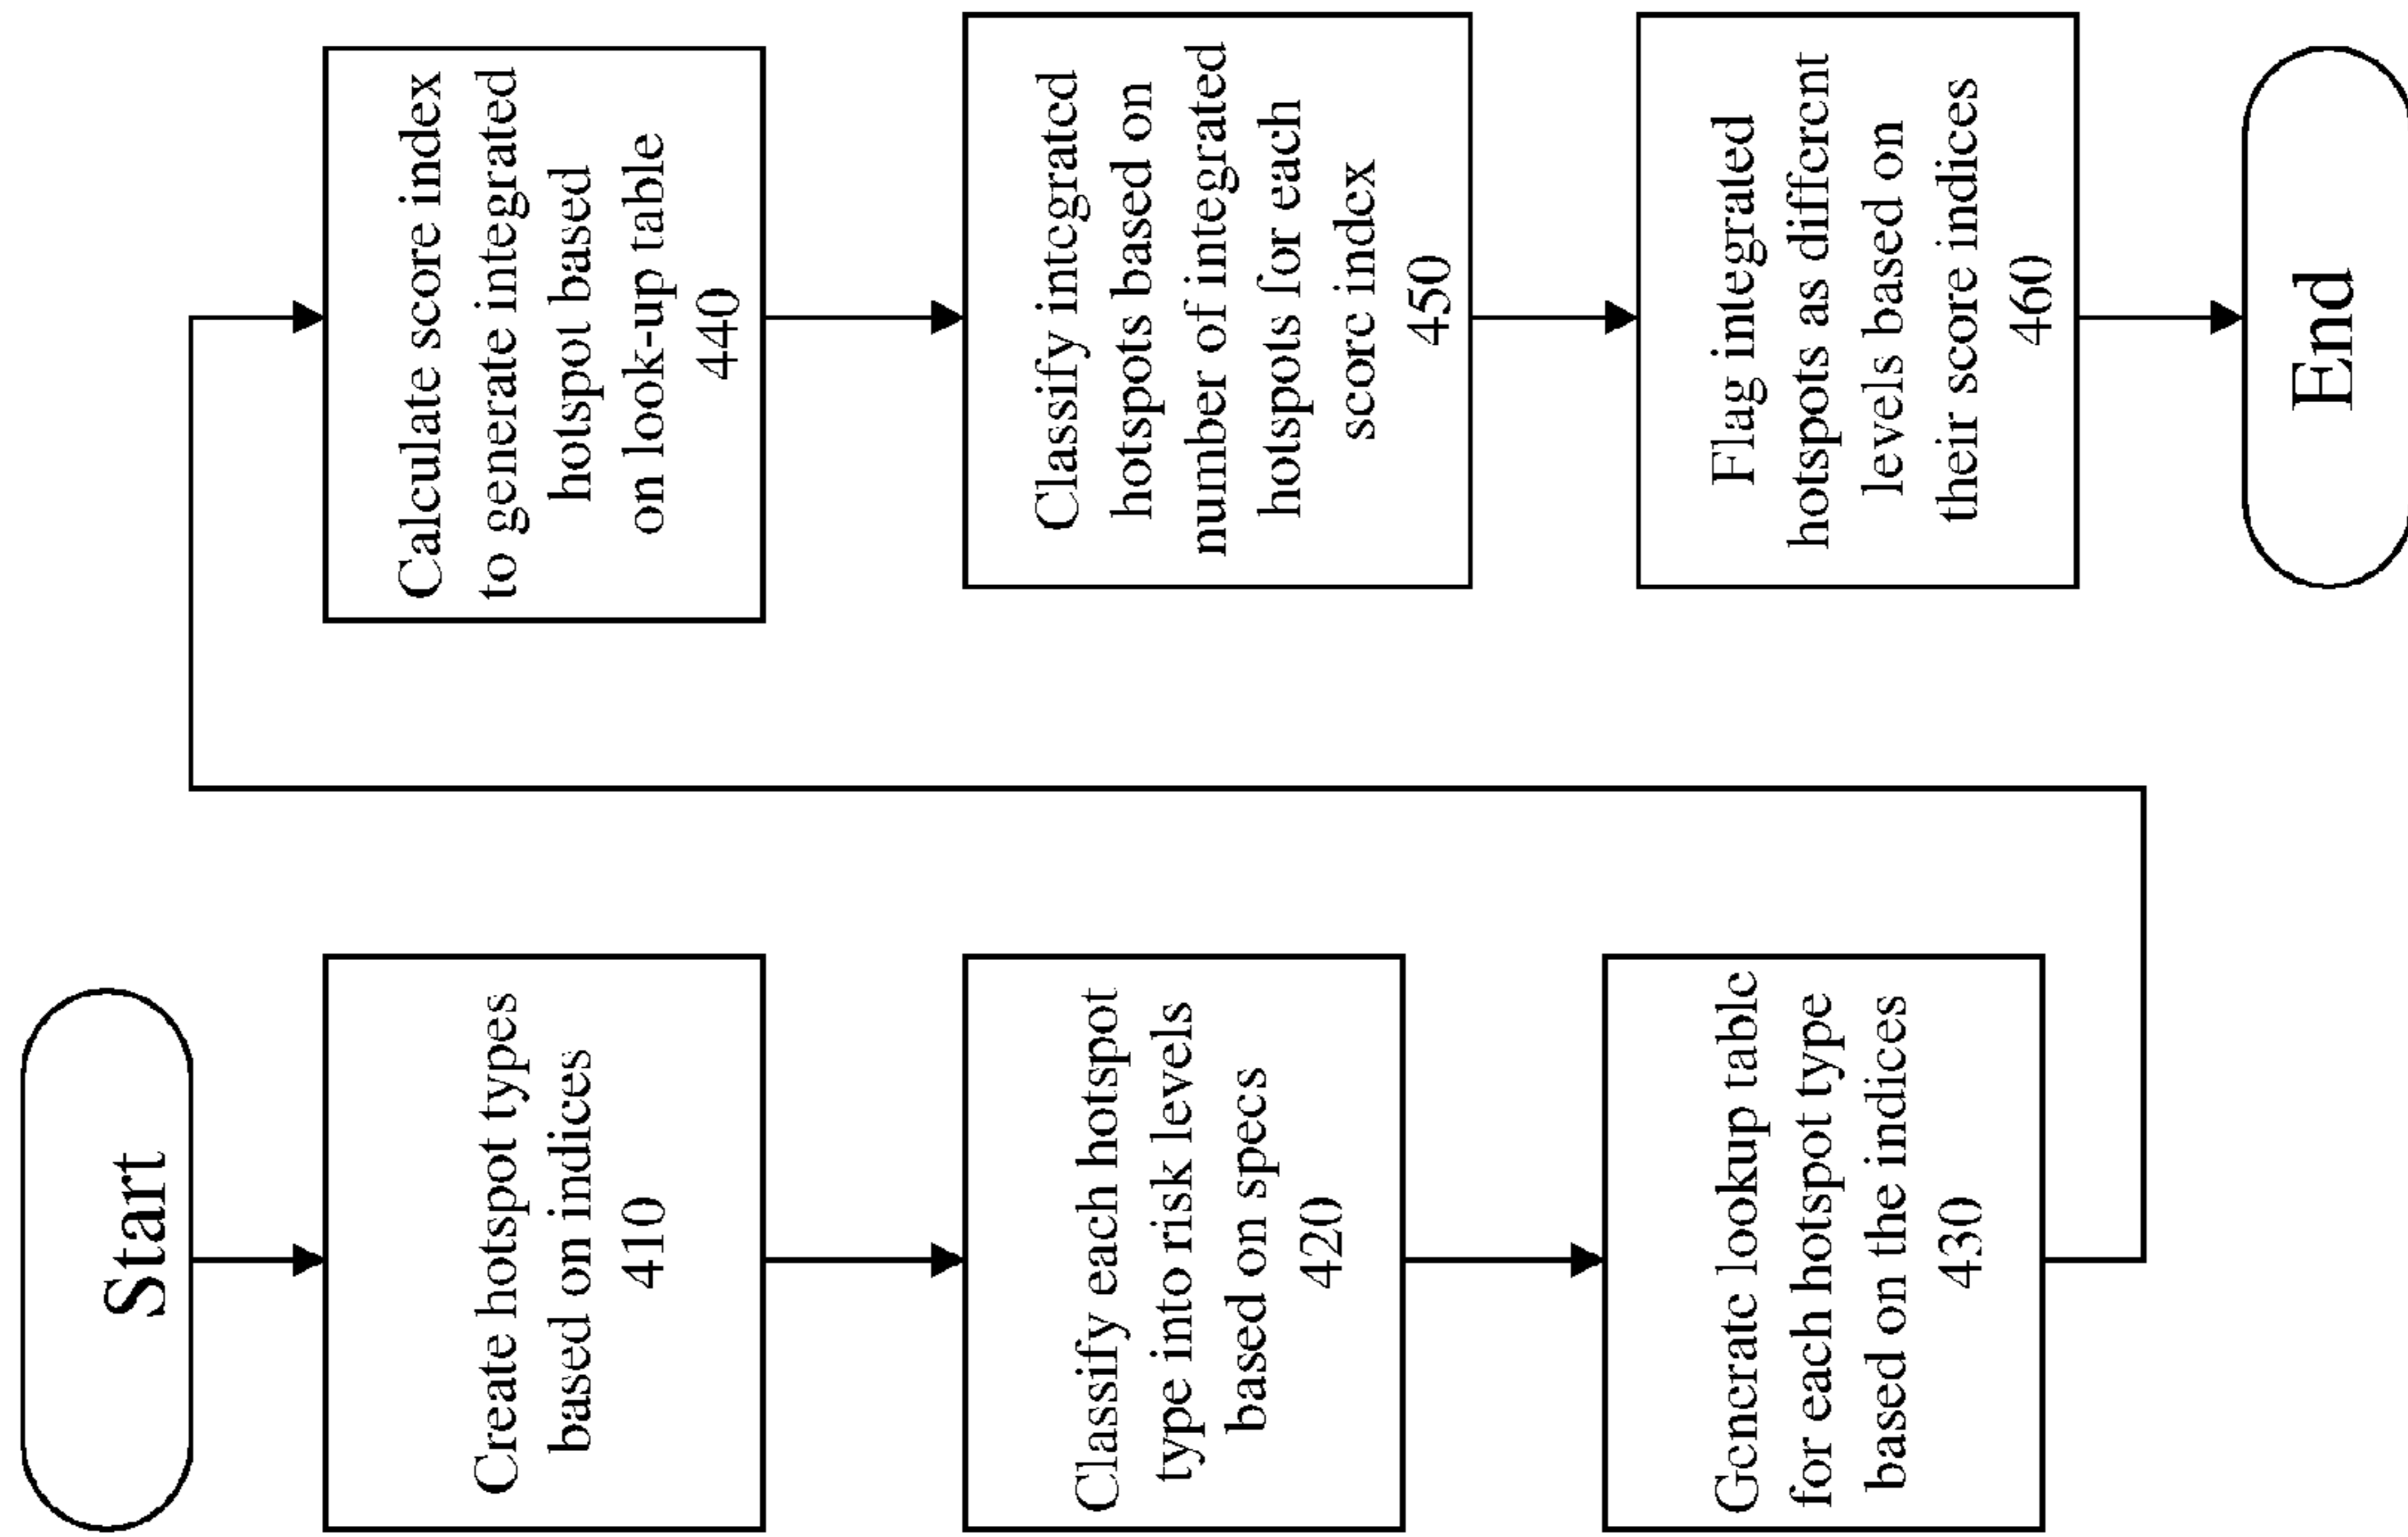 Start
Create hotspot types
based on indices
410
Classify each hotspot
type into risk levels
based on specs
420
Generate lookup table
for each hotspot type
based on the indices
430
Calculate score index
to generate integrated
hotspot based
on look-up table
440
Classify integrated
hotspots based on
number of integrated
hotspots for each
score index
450
Flag integrated
hotspots as different
levels based on
their score indices
460
End